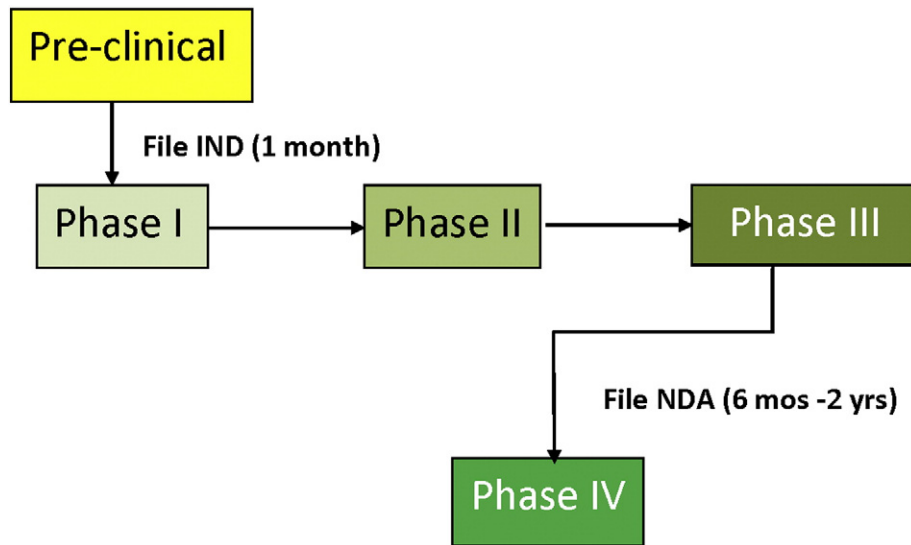 Pre-clinical
File IND (1 month)
Phase I
Phase II
Phase III
File NDA (6 mos -2 yrs)
Phase IV